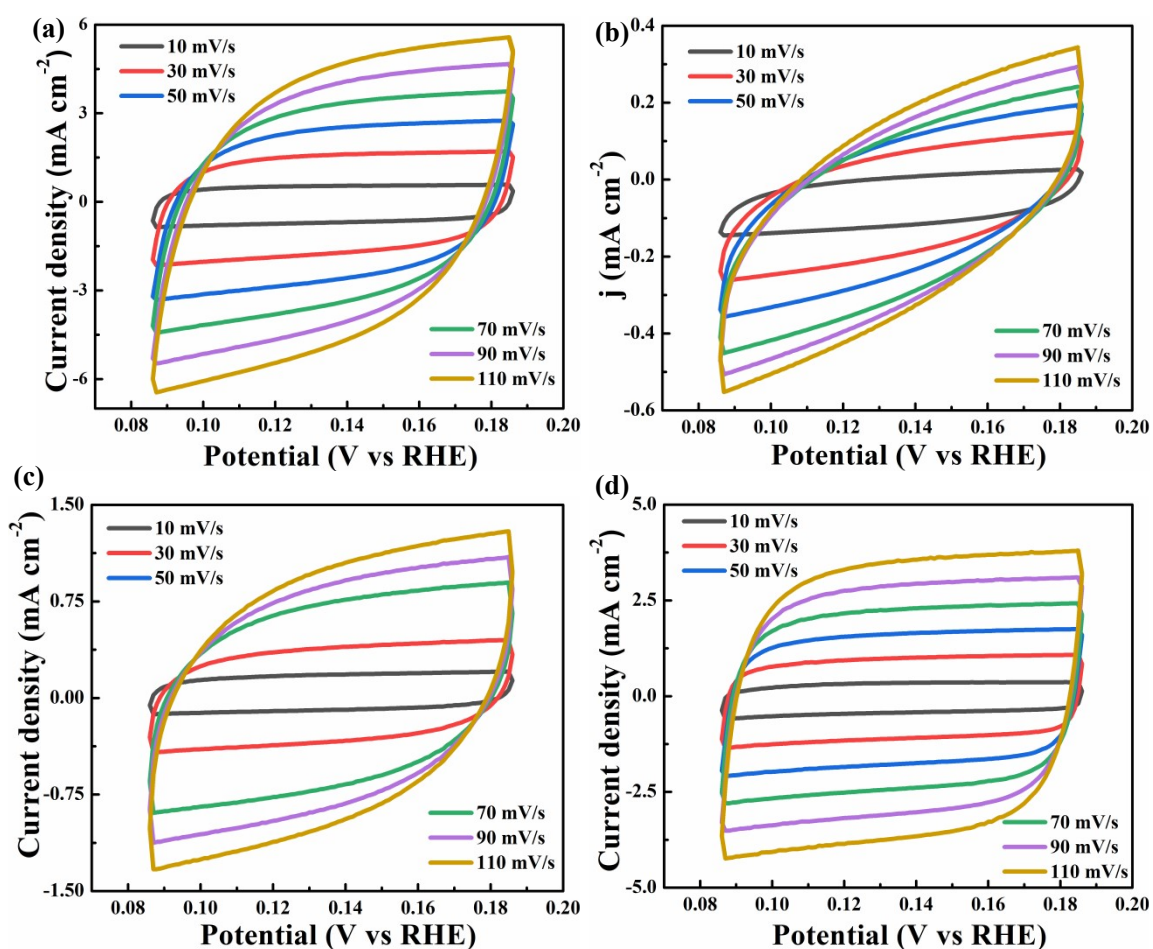 (a)
6
3
0
-3
-6
Current density (mA cm-2)
10 mV/s
30 mV/s
50 mV/s
70 mV/s
90 mV/s
110 mV/s
0.08 0.10 0.12 0.14 0.16 0.18 0.20
Potential (V vs RHE)
(b)
0.4
0.2
0.0
-0.2
-0.4
-0.6
j (mA cm-2)
10 mV/s
30 mV/s
50 mV/s
70 mV/s
90 mV/s
110 mV/s
0.08 0.10 0.12 0.14 0.16 0.18 0.20
Potential (V vs RHE)
(c)
1.50
0.75
0.00
-0.75
-1.50
Current density (mA cm-2)
10 mV/s
30 mV/s
50 mV/s
70 mV/s
90 mV/s
110 mV/s
0.08 0.10 0.12 0.14 0.16 0.18 0.20
Potential (V vs RHE)
(d)
5.0
2.5
0.0
-2.5
-5.0
Current density (mA cm-2)
10 mV/s
30 mV/s
50 mV/s
70 mV/s
90 mV/s
110 mV/s
0.08 0.10 0.12 0.14 0.16 0.18 0.20
Potential (V vs RHE)